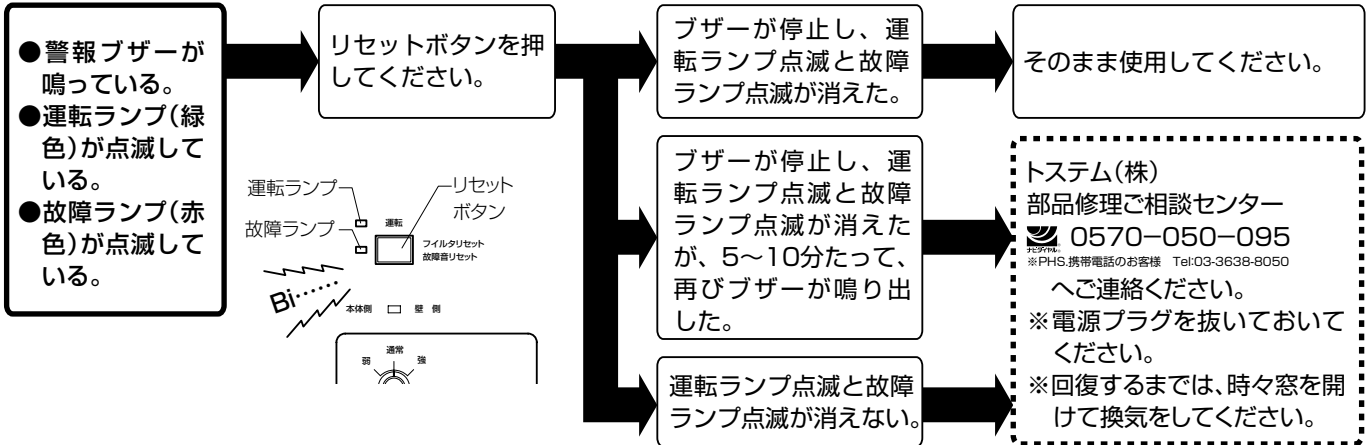 ●警報ブザーが
鳴っている。
●運転ランプ(緑
色)が点滅して
いる。
●故障ランプ(赤
色)が点滅して
いる。
リセットボタンを押
してください。
運転ランプ
故障ランプ
リセット
ボタン
運転
フィルタリセット
故障音リセット
Bi……
本体側 壁側
弱 通常 強
ブザーが停止し、運
転ランプ点滅と故障
ランプ点滅が消えた。
そのまま使用してください。
ブザーが停止し、運
転ランプ点滅と故障
ランプ点滅が消えた
が、5〜10分たって、
再びブザーが鳴り出
した。
運転ランプ点滅と故障
ランプ点滅が消えない。
トステム(株)
部品修理ご相談センター
ナビダイヤル 0570−050−095
※PHS.携帯電話のお客様 Tel:03-3638-8050
へご連絡ください。
※電源プラグを抜いておいて
ください。
※回復するまでは、時々窓を開
けて換気をしてください。